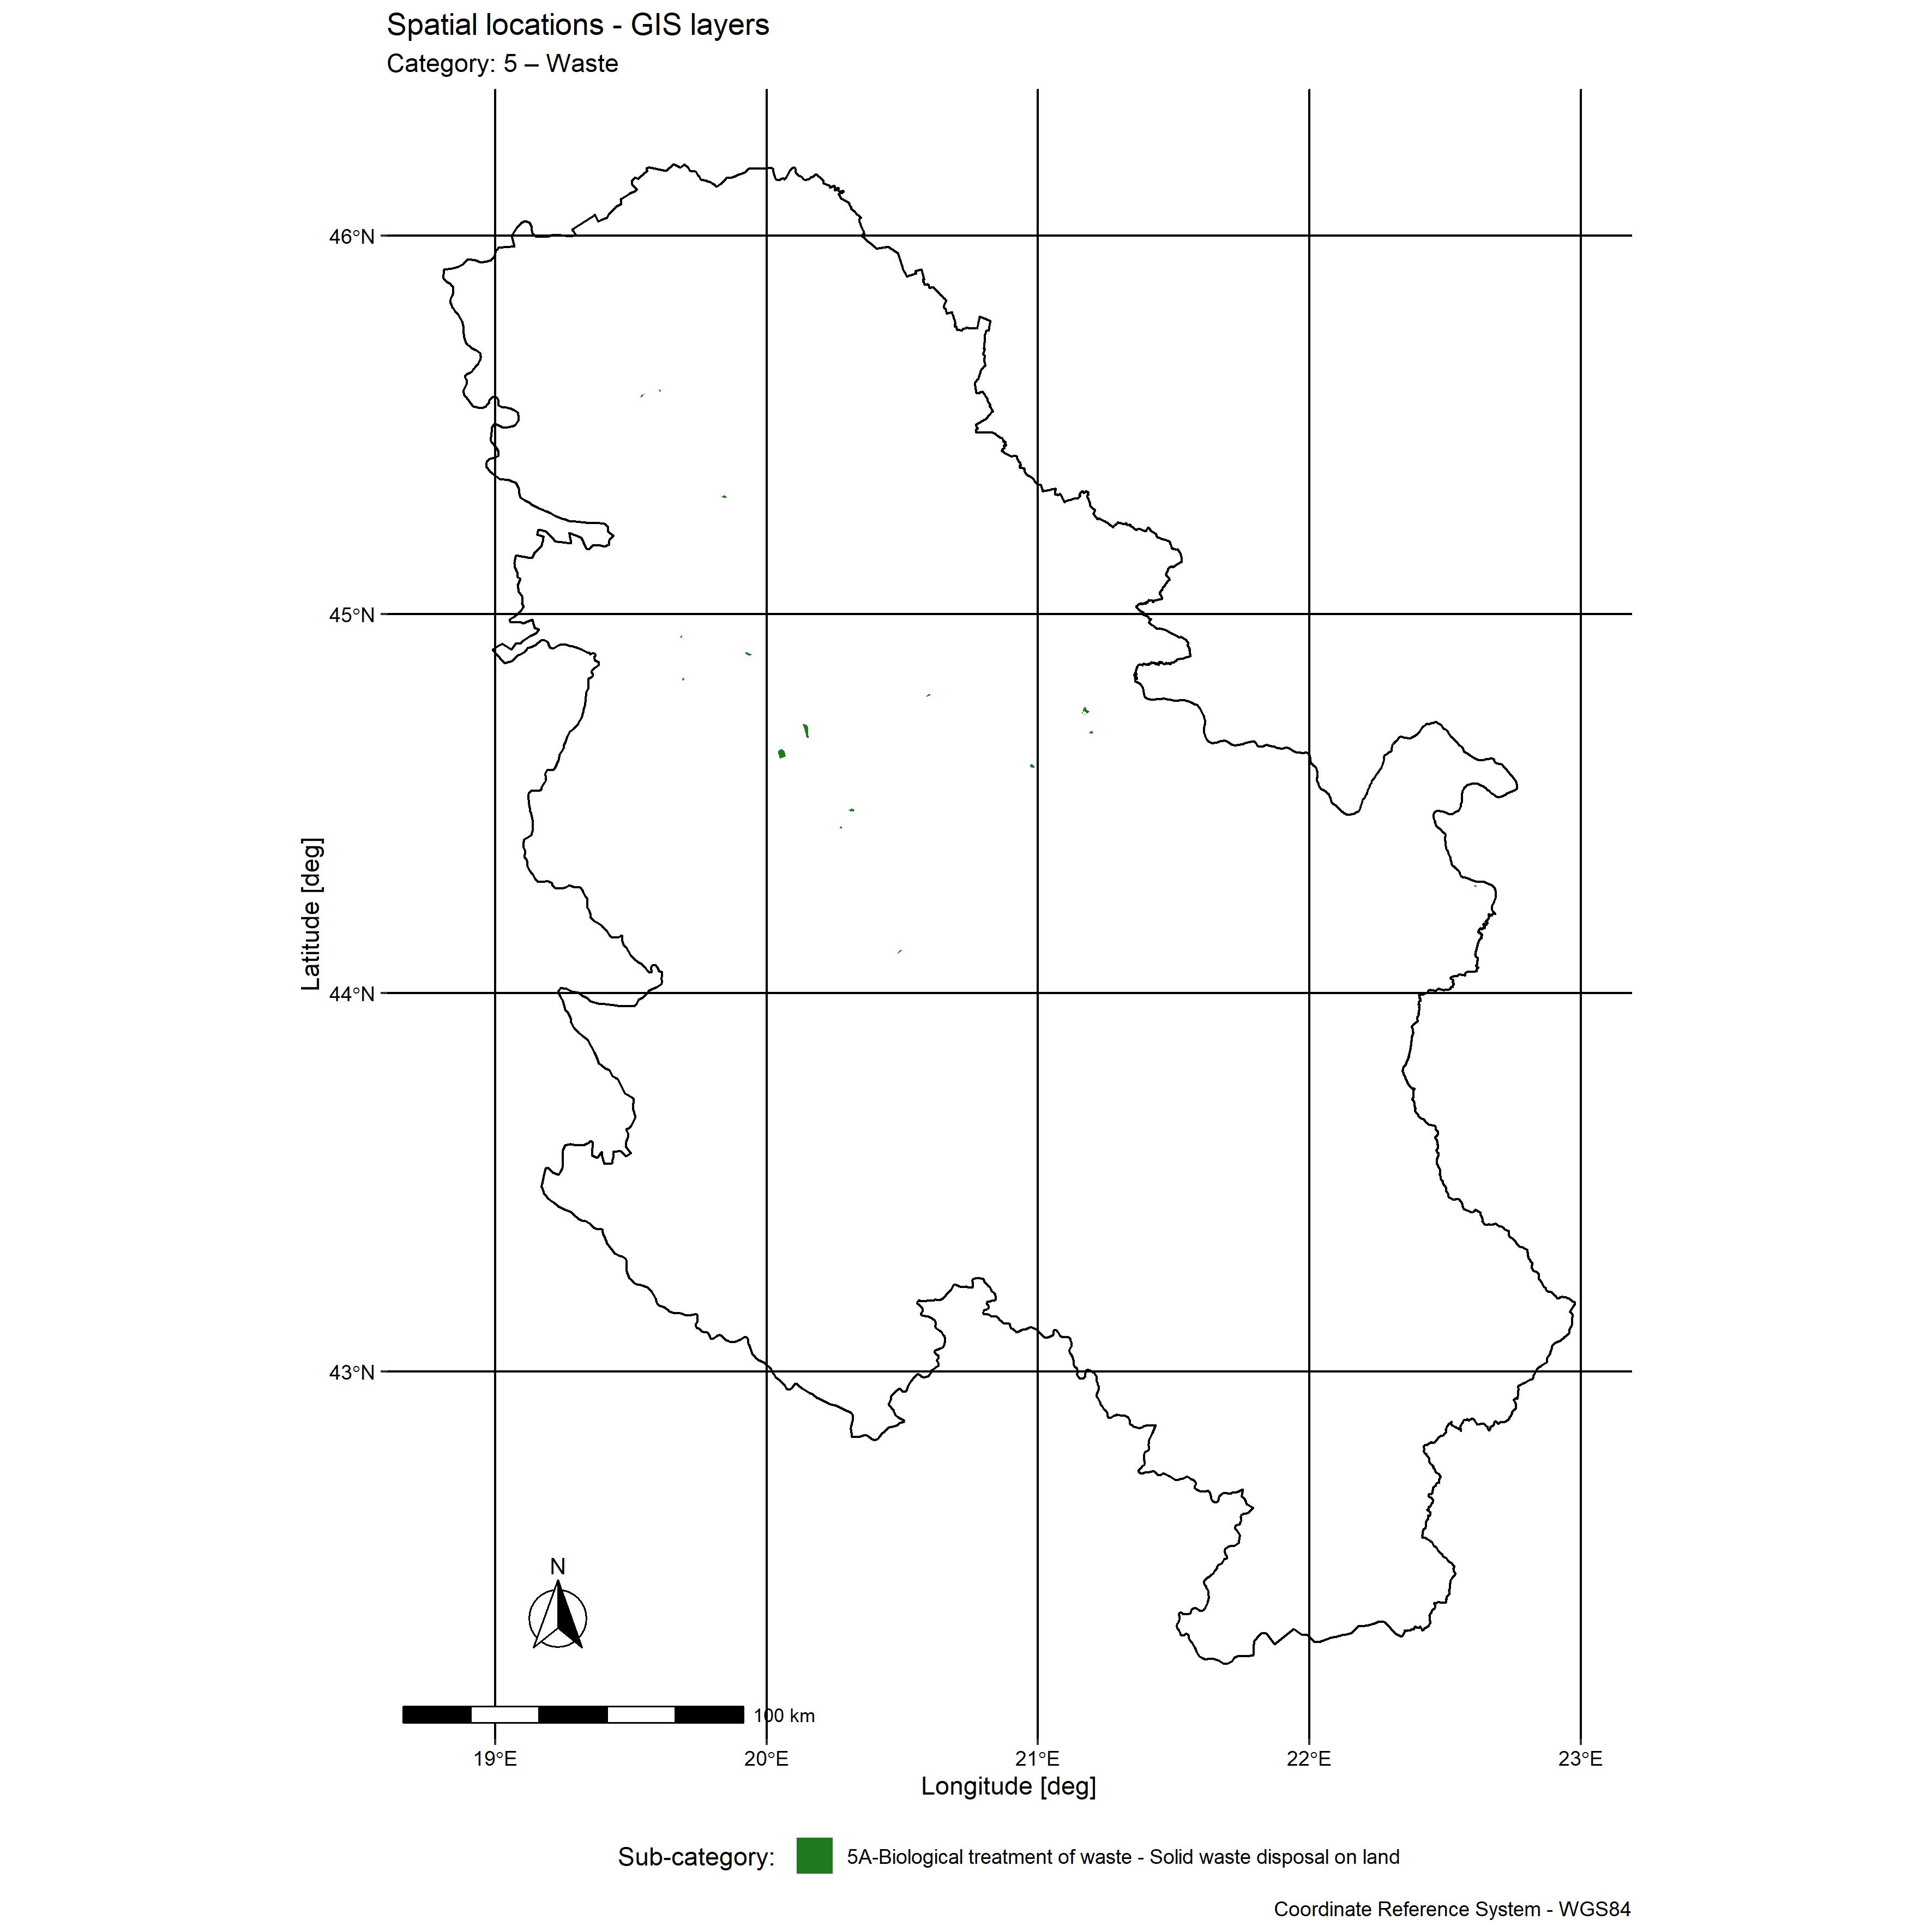 Spatial locations - GIS layers
Category: 5 – Waste
46°N
45°N
44°N
43°N
Latitude [deg]
N
100 km
19°E 20°E 21°E 22°E 23°E
Longitude [deg]
Sub-category: 5A-Biological treatment of waste - Solid waste disposal on land
Coordinate Reference System - WGS84